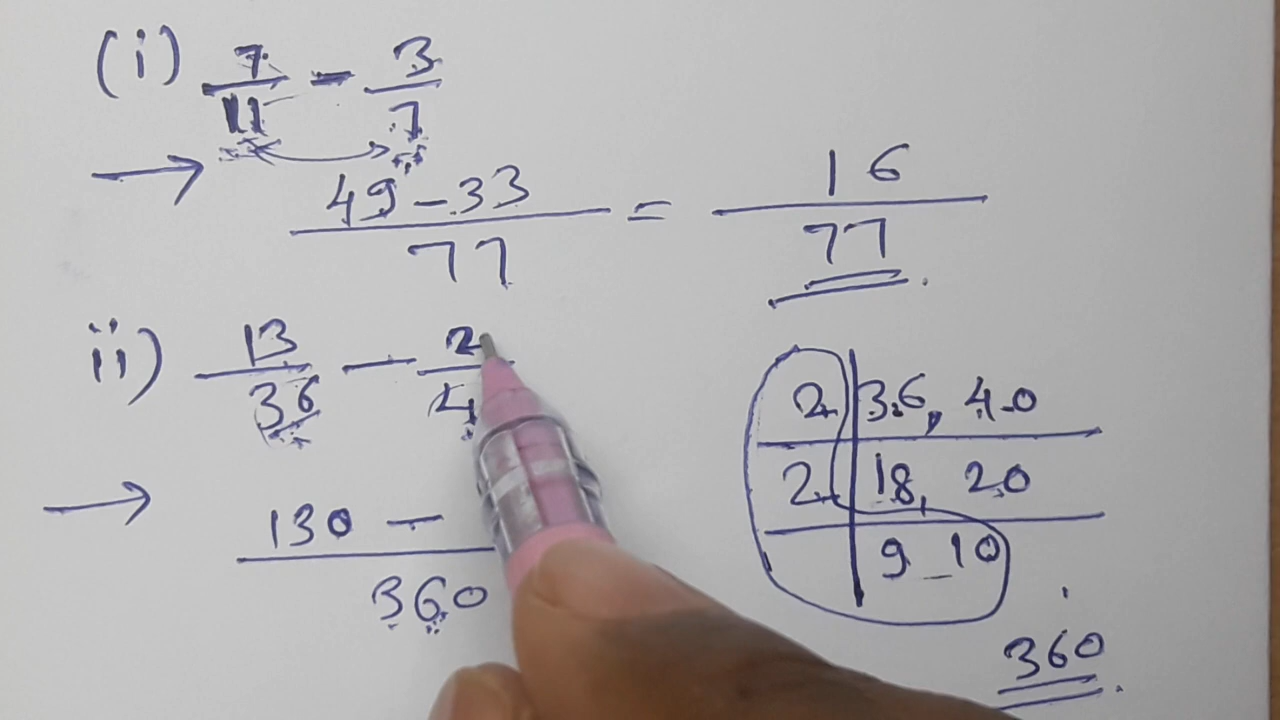 (i) 7/11 - 3/7
→ 49-33/77 = 16/77.
ii) 13/36 - 2/4
→ 130 - /360
2 | 36, 40
2 | 18, 20
9 10
360.